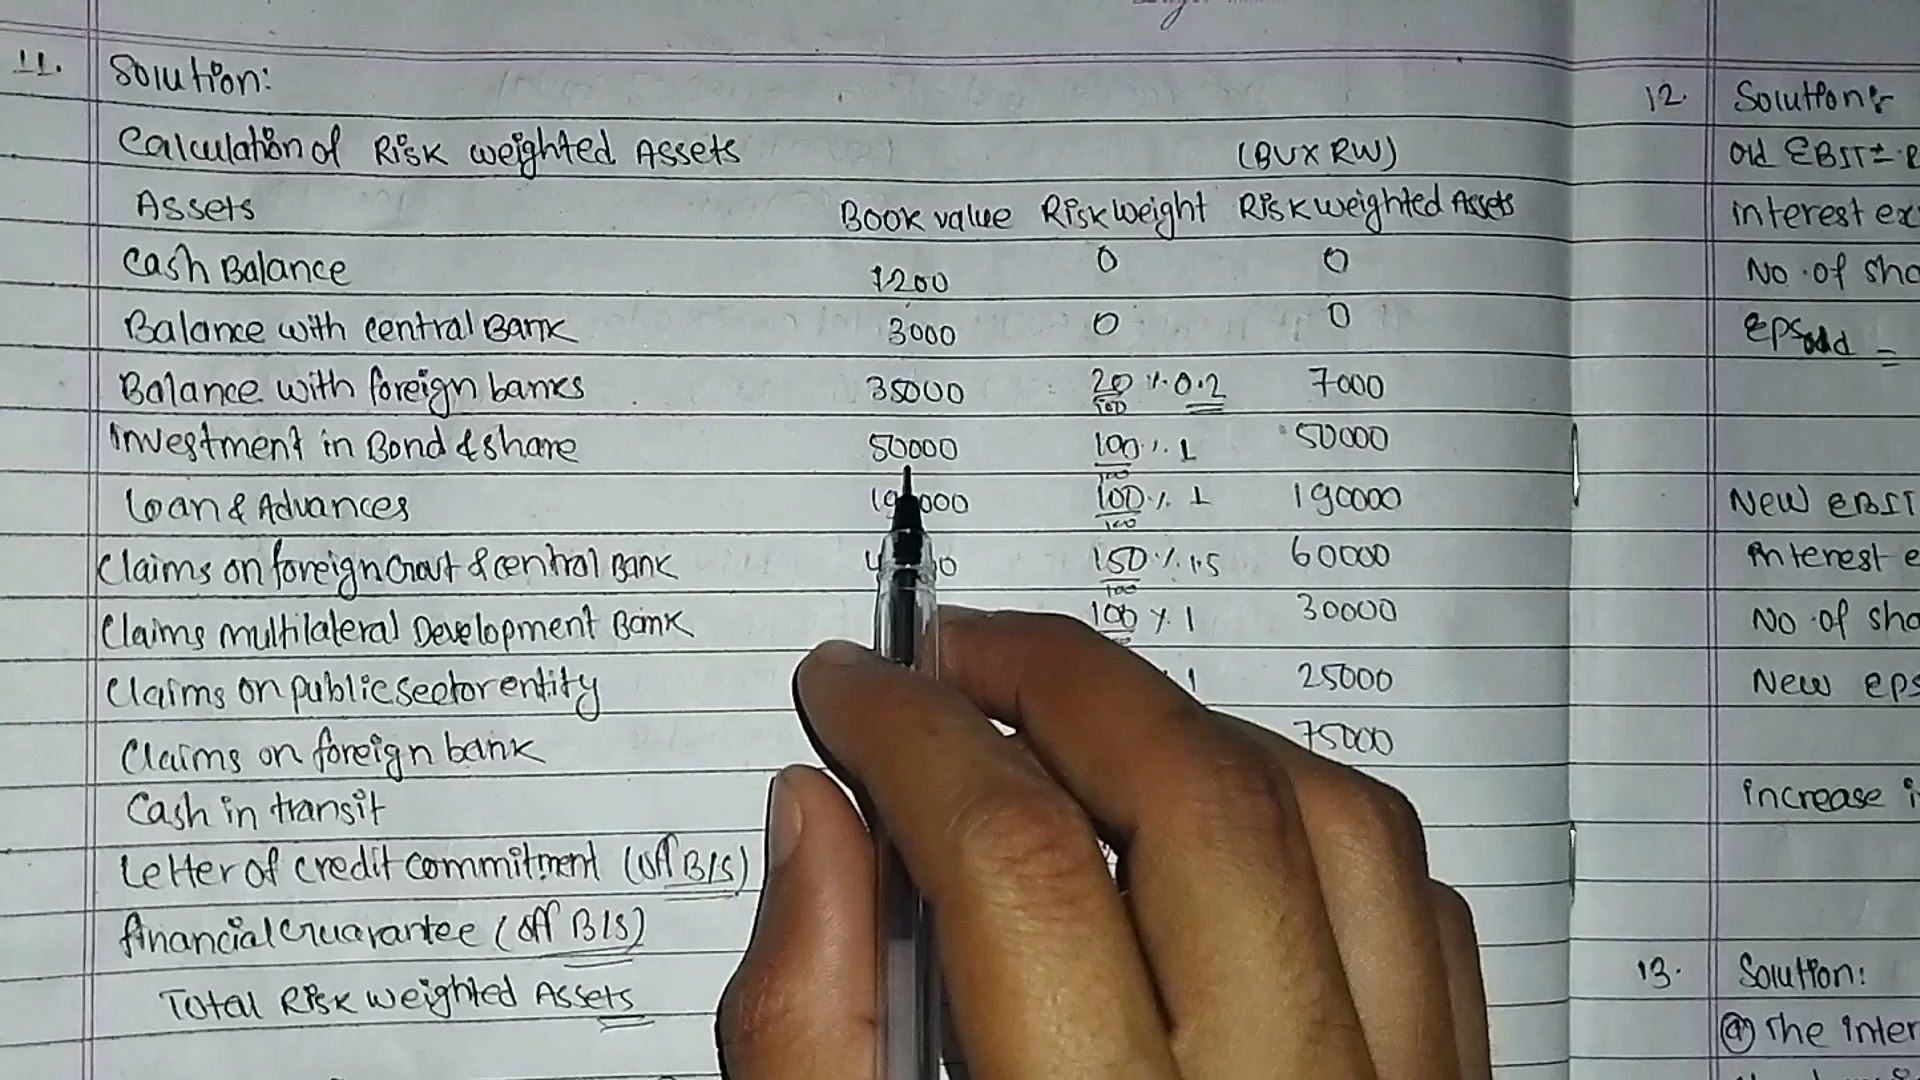 11. Solution:
Calculation of Risk weighted Assets (BV X RW)
Assets Book value Risk Weight Risk weighted Assets
Cash Balance 1200 0 0
Balance with central Bank 3000 0 0
Balance with foreign banks 35000 20/100 % 0.2 7000
Investment in Bond & share 50000 100/100 % 1 50000
Loan & Advances 100/100 % 1 190000
Claims on foreign Govt & central Bank 150/100 % 1.5 60000
Claims multilateral Development Bank 100 % 1 30000
Claims on public sector entity 1 25000
Claims on foreign bank 75000
Cash in transit
Letter of credit commitment (off B/S)
financial Guarantee (off B/S)
Total Risk weighted Assets
12. Solution:
Old EBIT =
interest
No. of
EPS old =
New EBIT
Interest
No. of
New eps
increase
13. Solution:
(a) The